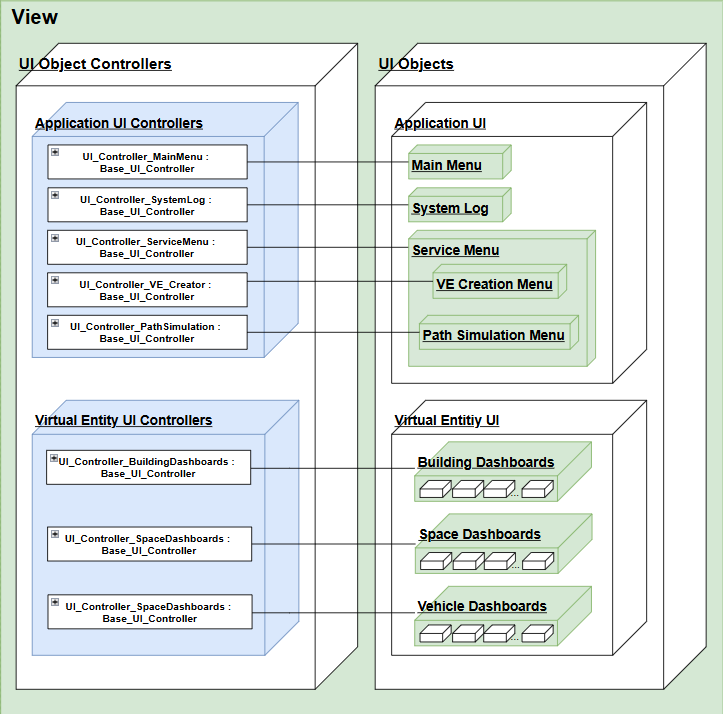 View
UI Object Controllers
Application UI Controllers
UI_Controller_MainMenu :
Base_UI_Controller
UI_Controller_SystemLog :
Base_UI_Controller
UI_Controller_ServiceMenu :
Base_UI_Controller
UI_Controller_VE_Creator :
Base_UI_Controller
UI_Controller_PathSimulation :
Base_UI_Controller
Virtual Entity UI Controllers
UI_Controller_BuildingDashboards :
Base_UI_Controller
UI_Controller_SpaceDashboards :
Base_UI_Controller
UI_Controller_SpaceDashboards :
Base_UI_Controller
UI Objects
Application UI
Main Menu
System Log
Service Menu
VE Creation Menu
Path Simulation Menu
Virtual Entitiy UI
Building Dashboards
...
Space Dashboards
...
Vehicle Dashboards
...